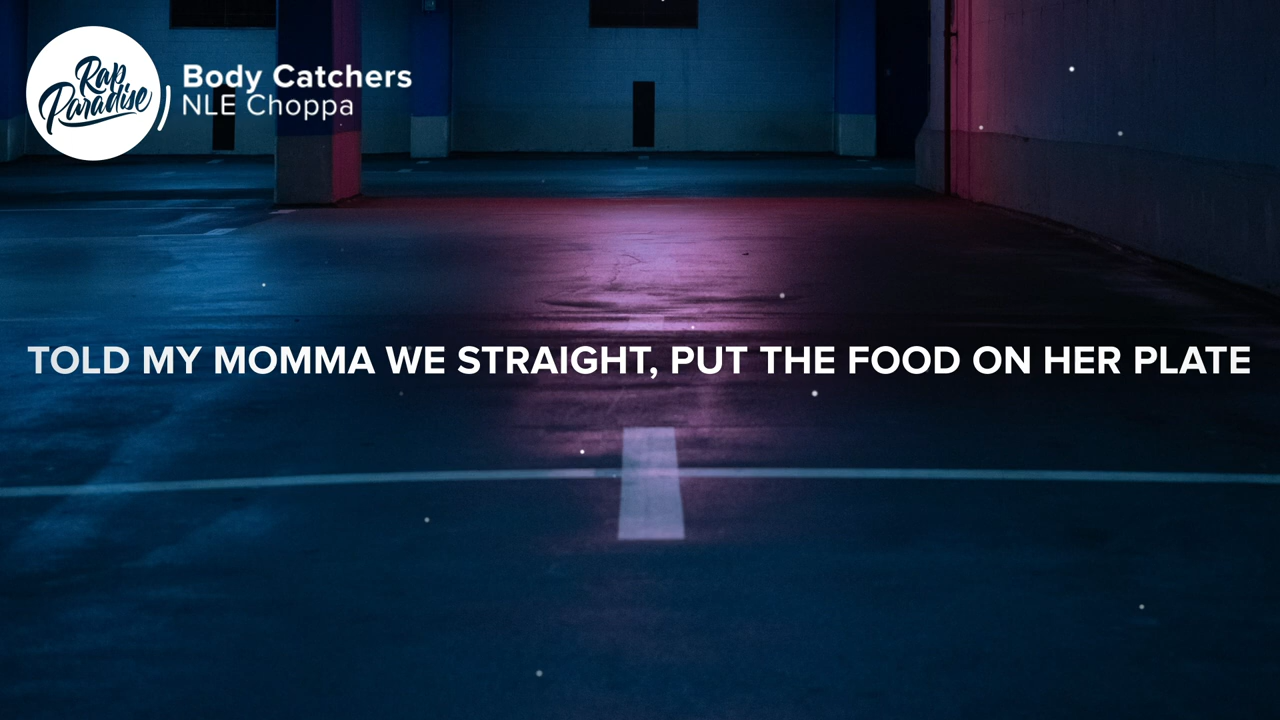 Rap
Paradise
Body Catchers
NLE Choppa
TOLD MY MOMMA WE STRAIGHT, PUT THE FOOD ON HER PLATE